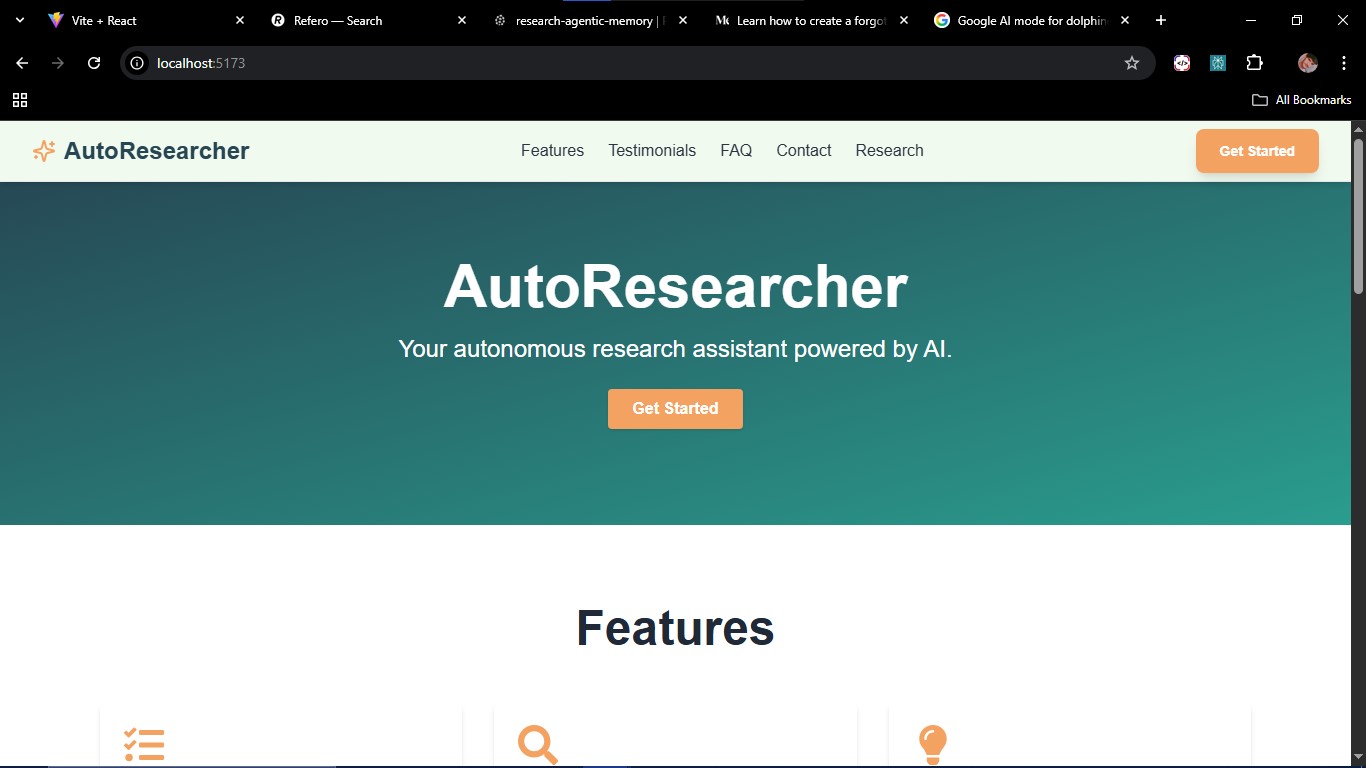 Vite + React
Refero — Search
research-agentic-memory |
Learn how to create a forgot
Google AI mode for dolphin
localhost:5173
All Bookmarks
AutoResearcher
Features
Testimonials
FAQ
Contact
Research
Get Started
AutoResearcher
Your autonomous research assistant powered by AI.
Get Started
Features